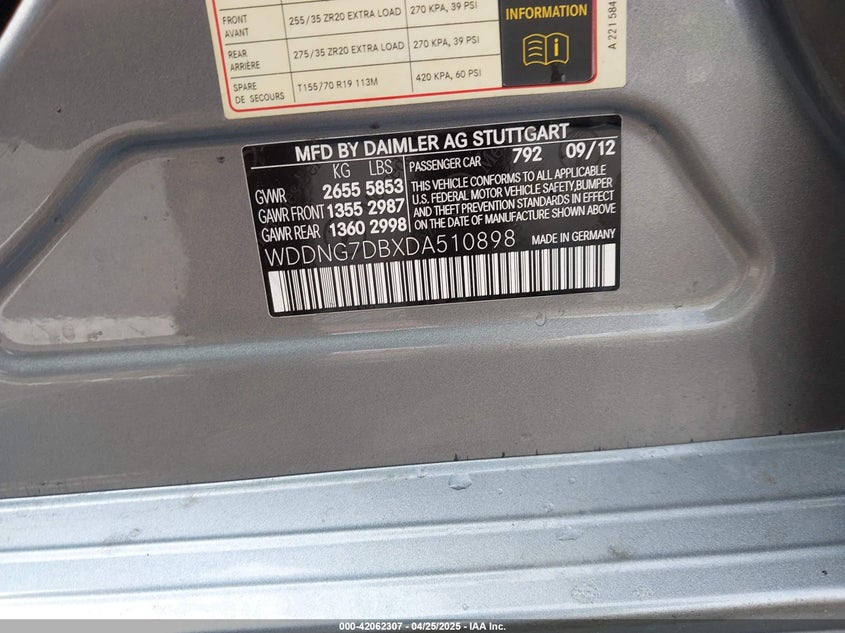 FRONT
AVANT
255/35 ZR20 EXTRA LOAD
270 KPA, 39 PSI
REAR
ARRIÈRE
275/35 ZR20 EXTRA LOAD
270 KPA, 39 PSI
SPARE
DE SECOURS
T155/70 R19 113M
420 KPA, 60 PSI
INFORMATION
A 221 584
MFD BY DAIMLER AG STUTTGART
KG LBS
PASSENGER CAR 792 09/12
GVWR 2655 5853
GAWR FRONT 1355 2987
GAWR REAR 1360 2998
THIS VEHICLE CONFORMS TO ALL APPLICABLE
U.S. FEDERAL MOTOR VEHICLE SAFETY,BUMPER
AND THEFT PREVENTION STANDARDS IN EFFECT
ON THE DATE OF MANUFACTURE SHOWN ABOVE
WDDNG7DBXDA510898 MADE IN GERMANY
000-42062307 - 04/25/2025 - IAA Inc.